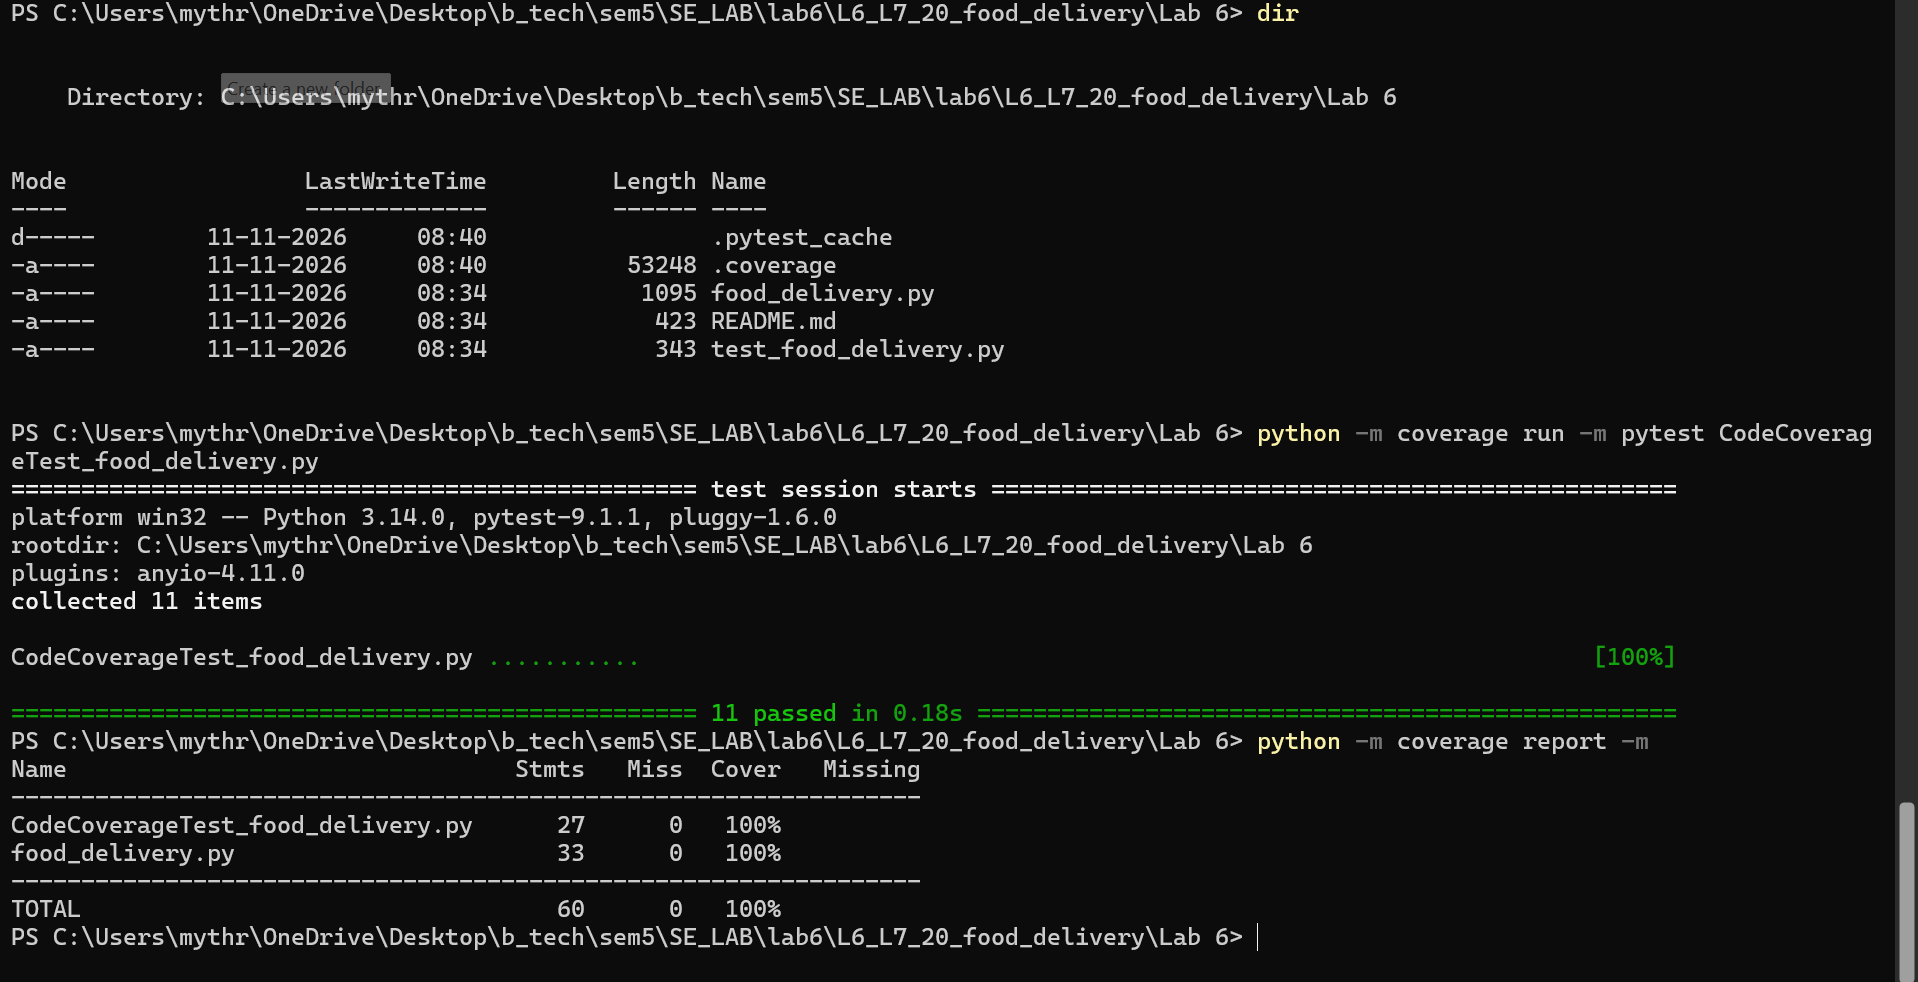 PS C:\Users\mythr\OneDrive\Desktop\b_tech\sem5\SE_LAB\lab6\L6_L7_20_food_delivery\Lab 6> dir
Create a new folder
Directory: C:\Users\mythr\OneDrive\Desktop\b_tech\sem5\SE_LAB\lab6\L6_L7_20_food_delivery\Lab 6
Mode                 LastWriteTime         Length Name
----                 -------------         ------ ----
d-----        11-11-2026     08:40                .pytest_cache
-a----        11-11-2026     08:40          53248 .coverage
-a----        11-11-2026     08:34           1095 food_delivery.py
-a----        11-11-2026     08:34            423 README.md
-a----        11-11-2026     08:34            343 test_food_delivery.py
PS C:\Users\mythr\OneDrive\Desktop\b_tech\sem5\SE_LAB\lab6\L6_L7_20_food_delivery\Lab 6> python -m coverage run -m pytest CodeCoverag
eTest_food_delivery.py
================================================= test session starts =================================================
platform win32 -- Python 3.14.0, pytest-9.1.1, pluggy-1.6.0
rootdir: C:\Users\mythr\OneDrive\Desktop\b_tech\sem5\SE_LAB\lab6\L6_L7_20_food_delivery\Lab 6
plugins: anyio-4.11.0
collected 11 items
CodeCoverageTest_food_delivery.py ...........                                                                    [100%]
================================================= 11 passed in 0.18s ==================================================
PS C:\Users\mythr\OneDrive\Desktop\b_tech\sem5\SE_LAB\lab6\L6_L7_20_food_delivery\Lab 6> python -m coverage report -m
Name                                Stmts   Miss  Cover   Missing
-----------------------------------------------------------------
CodeCoverageTest_food_delivery.py      27      0   100%
food_delivery.py                       33      0   100%
-----------------------------------------------------------------
TOTAL                                  60      0   100%
PS C:\Users\mythr\OneDrive\Desktop\b_tech\sem5\SE_LAB\lab6\L6_L7_20_food_delivery\Lab 6>